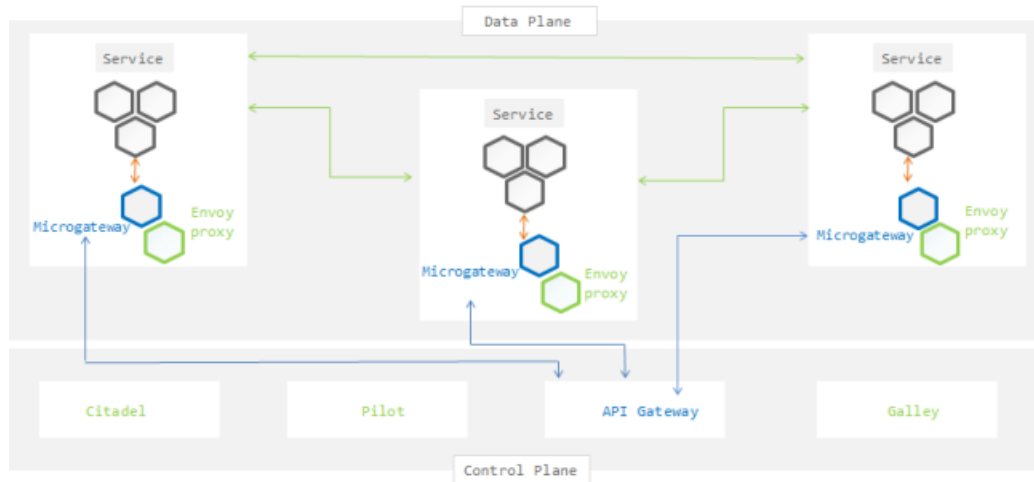 Data Plane
Service
Service
Service
Microgateway
Envoy
proxy
Microgateway
Envoy
proxy
Microgateway
Envoy
proxy
Citadel
Pilot
API Gateway
Galley
Control Plane